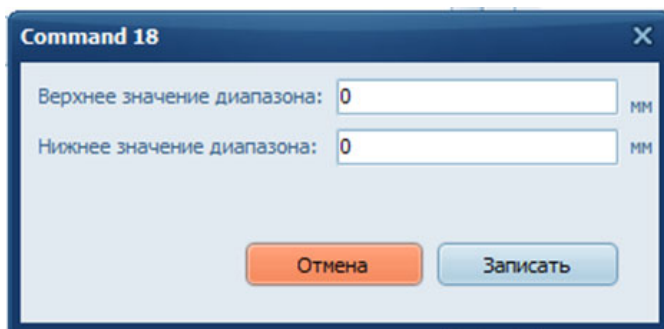 Command 18
Верхнее значение диапазона: 0 мм
Нижнее значение диапазона: 0 мм
Отмена Записать